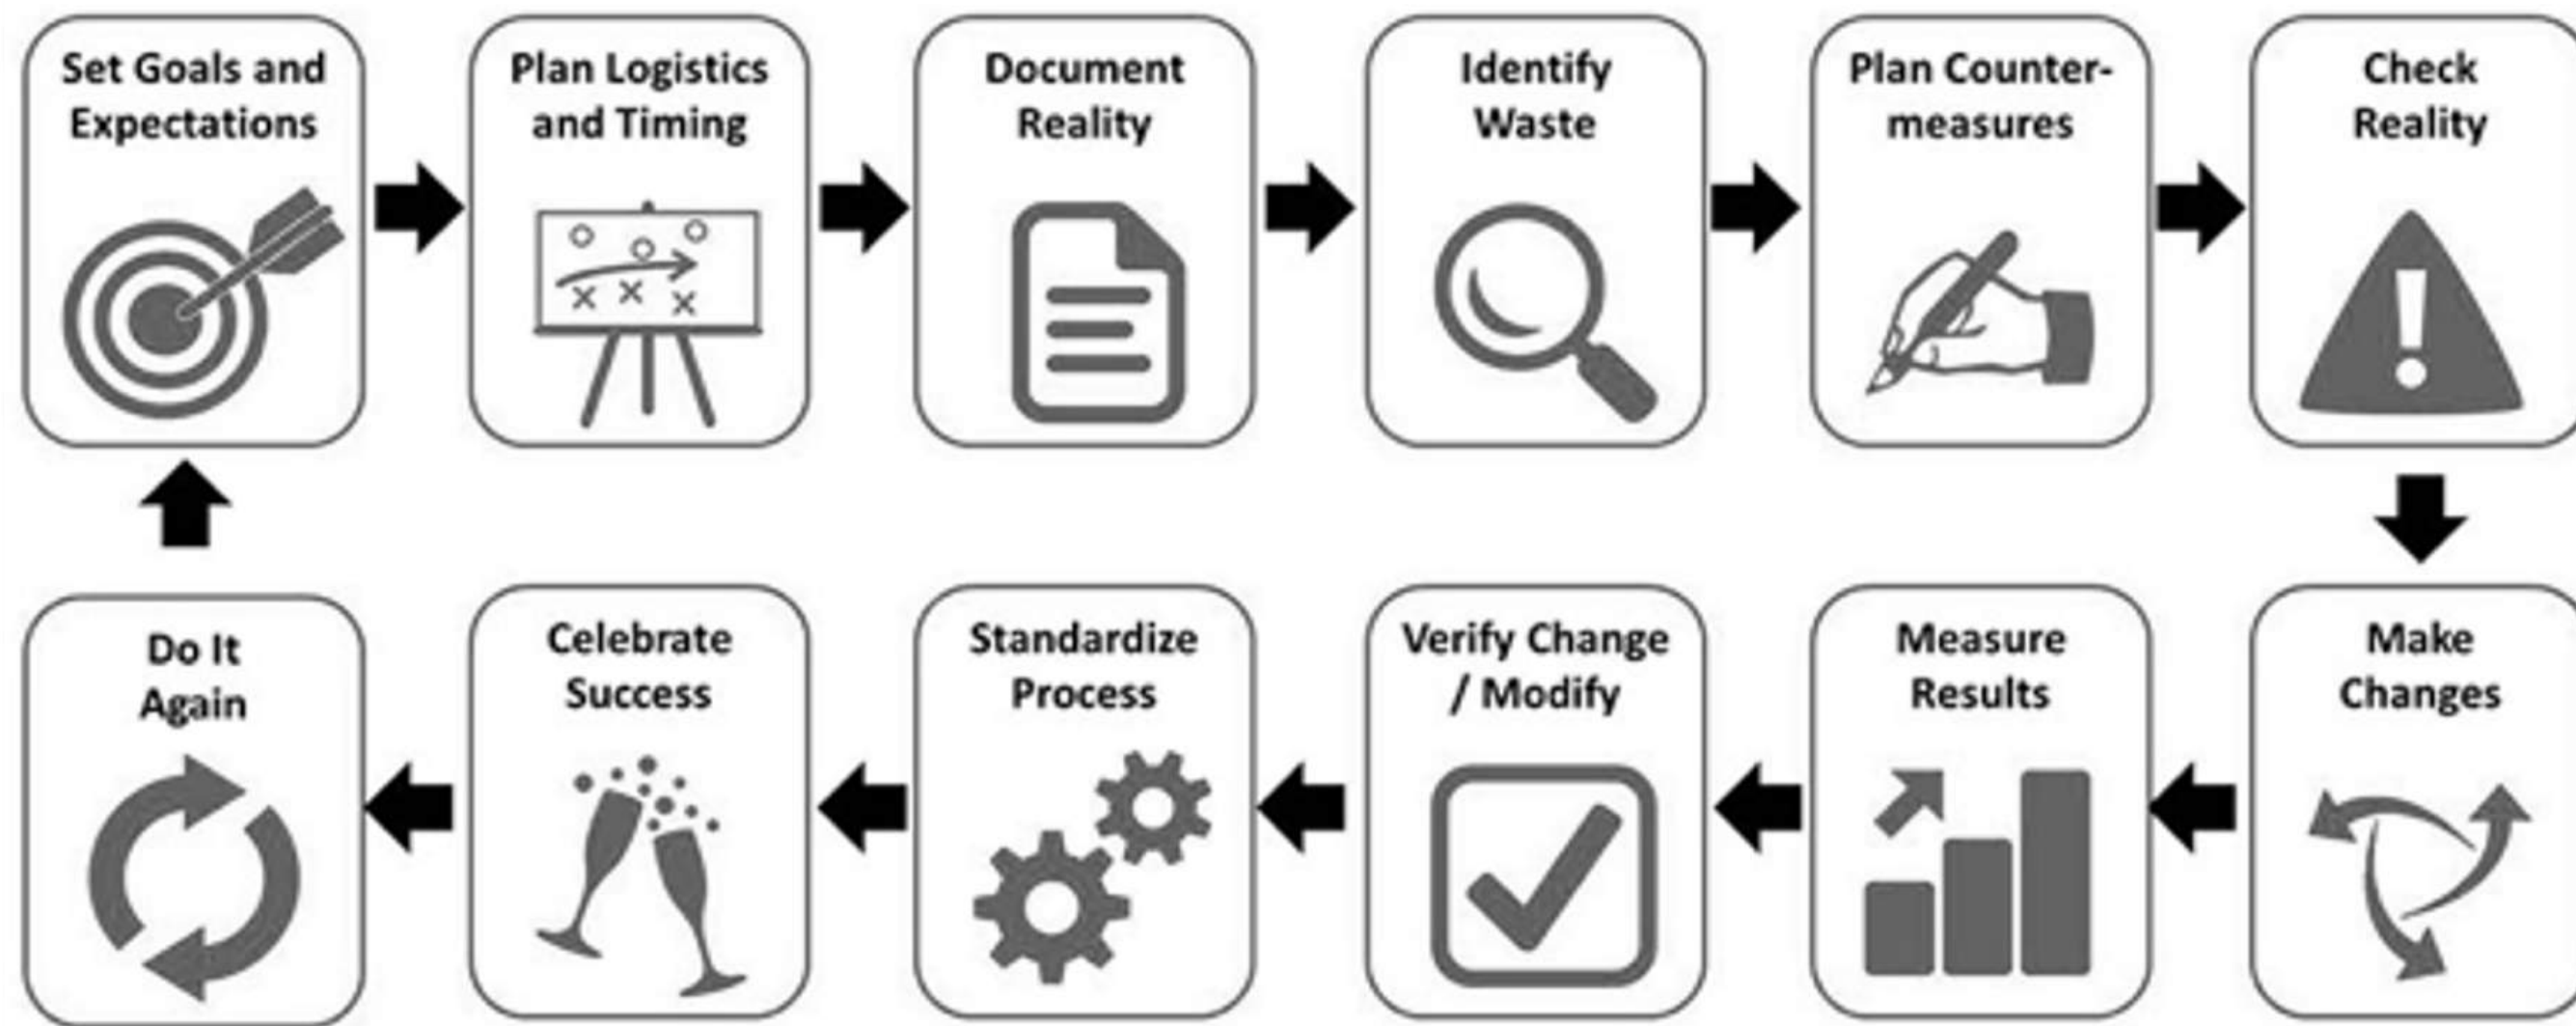 Set Goals and
Expectations
Plan Logistics
and Timing
Document
Reality
Identify
Waste
Plan Counter-
measures
Check
Reality
Make
Changes
Measure
Results
Verify Change
/ Modify
Standardize
Process
Celebrate
Success
Do It
Again